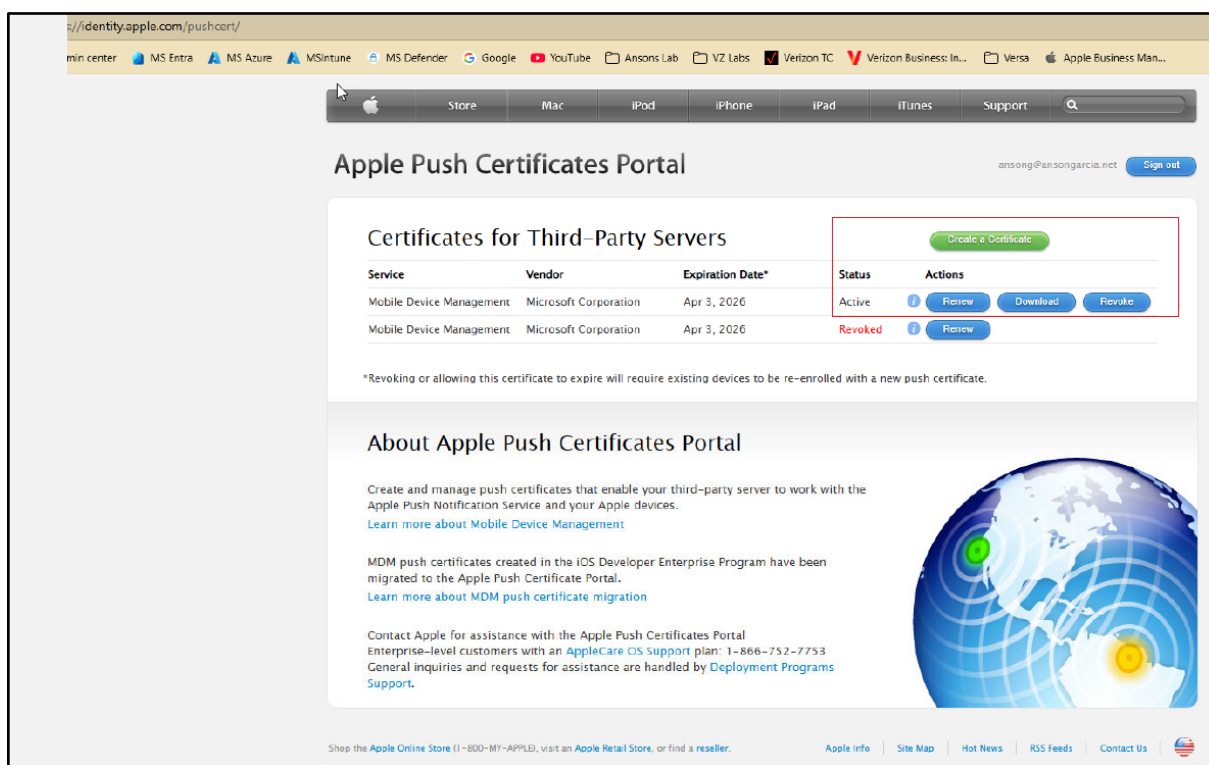 s://identity.apple.com/pushcert/
min center MS Entra MS Azure MSIntune MS Defender Google YouTube Ansons Lab VZ Labs Verizon TC Verizon Business: In... Versa Apple Business Man...
Store Mac iPod iPhone iPad iTunes Support
Apple Push Certificates Portal
ansong@ansongarcia.net Sign out
Certificates for Third-Party Servers
Create a Certificate
Service Vendor Expiration Date* Status Actions
Mobile Device Management Microsoft Corporation Apr 3, 2026 Active Renew Download Revoke
Mobile Device Management Microsoft Corporation Apr 3, 2026 Revoked Renew
*Revoking or allowing this certificate to expire will require existing devices to be re-enrolled with a new push certificate.
About Apple Push Certificates Portal
Create and manage push certificates that enable your third-party server to work with the
Apple Push Notification Service and your Apple devices.
Learn more about Mobile Device Management
MDM push certificates created in the iOS Developer Enterprise Program have been
migrated to the Apple Push Certificate Portal.
Learn more about MDM push certificate migration
Contact Apple for assistance with the Apple Push Certificates Portal
Enterprise-level customers with an AppleCare OS Support plan: 1-866-752-7753
General inquiries and requests for assistance are handled by Deployment Programs
Support.
Shop the Apple Online Store (1-800-MY-APPLE), visit an Apple Retail Store, or find a reseller.
Apple Info Site Map Hot News RSS Feeds Contact Us